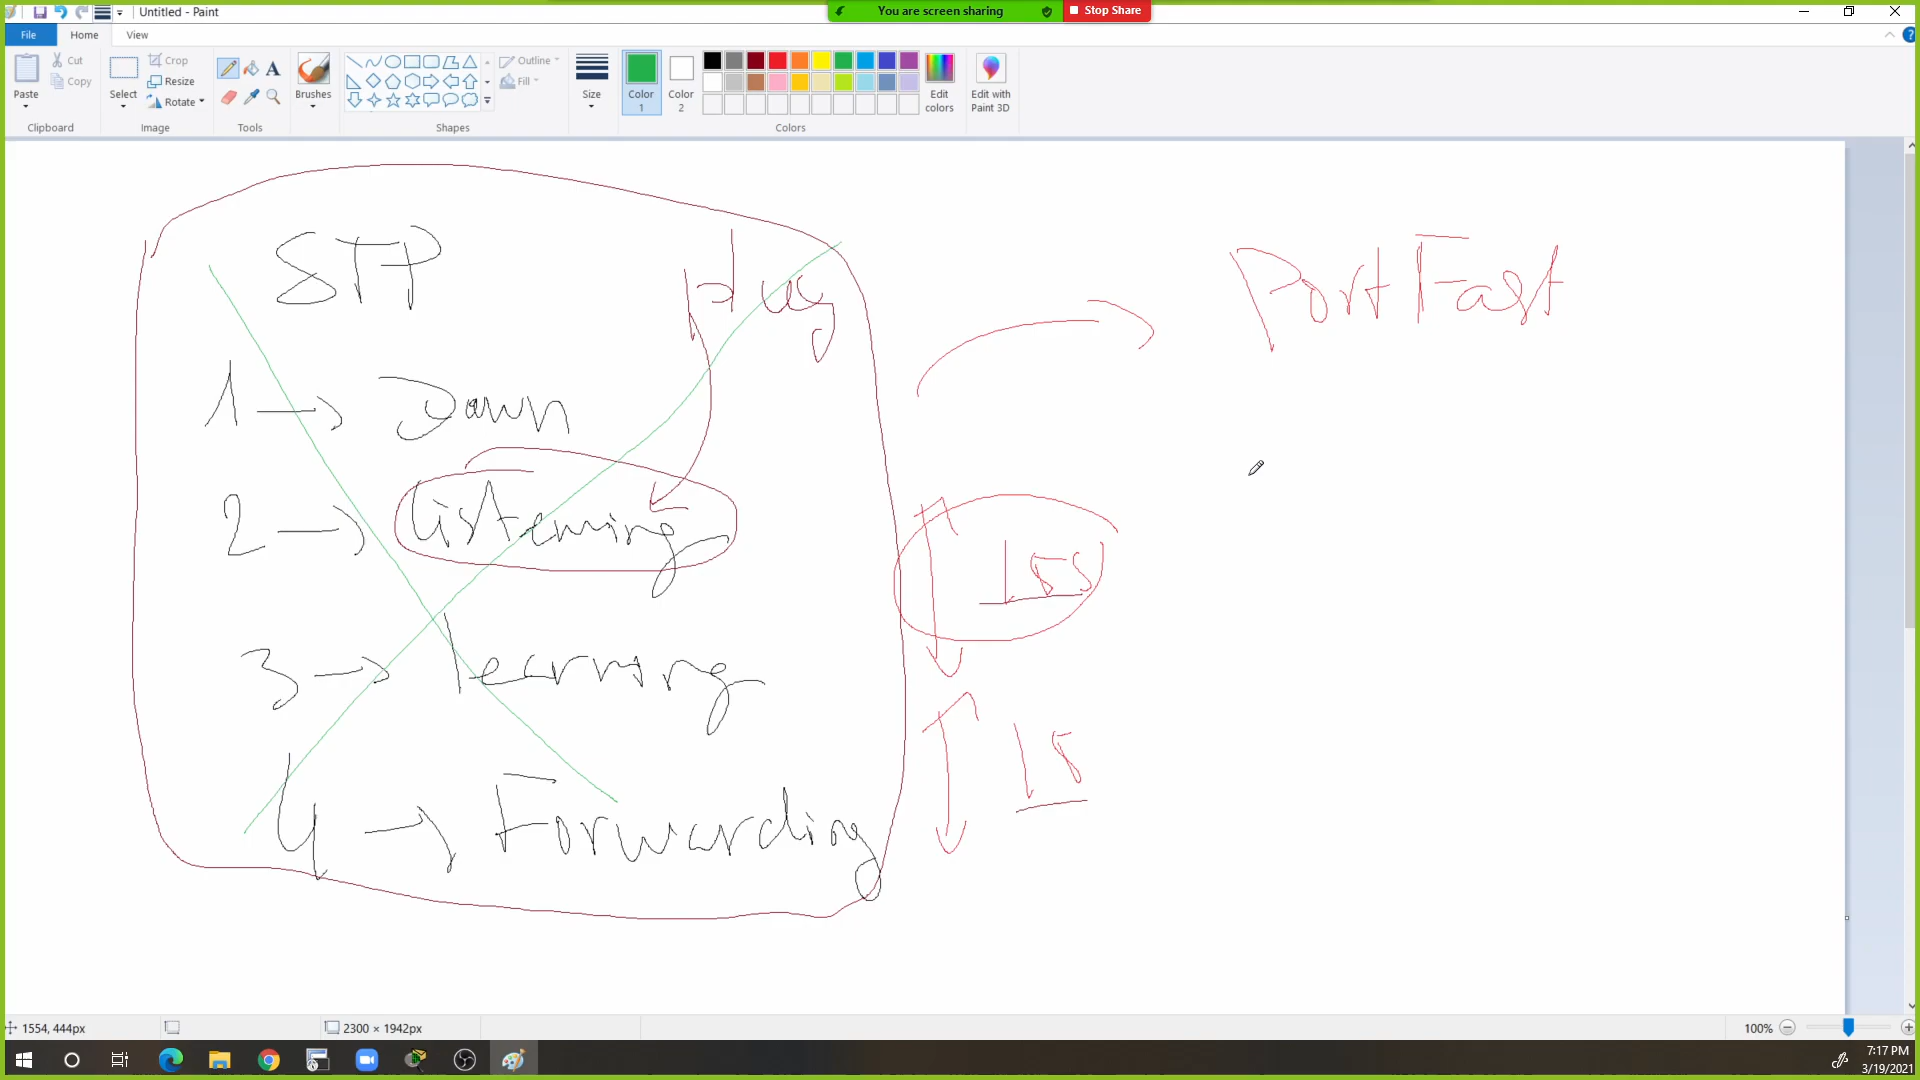 Untitled - Paint
You are screen sharing
Stop Share
File
Home
View
Paste
Cut
Copy
Clipboard
Select
Crop
Resize
Rotate
Image
A
Tools
Brushes
Shapes
Outline
Fill
Size
Color 1
Color 2
Edit colors
Edit with Paint 3D
Colors
STP
plug
Port Fast
1 → Down
2 → listening
15s
3 → learning
15
4 → Forwarding
1554, 444px
2300 × 1942px
100%
7:17 PM
3/19/2021